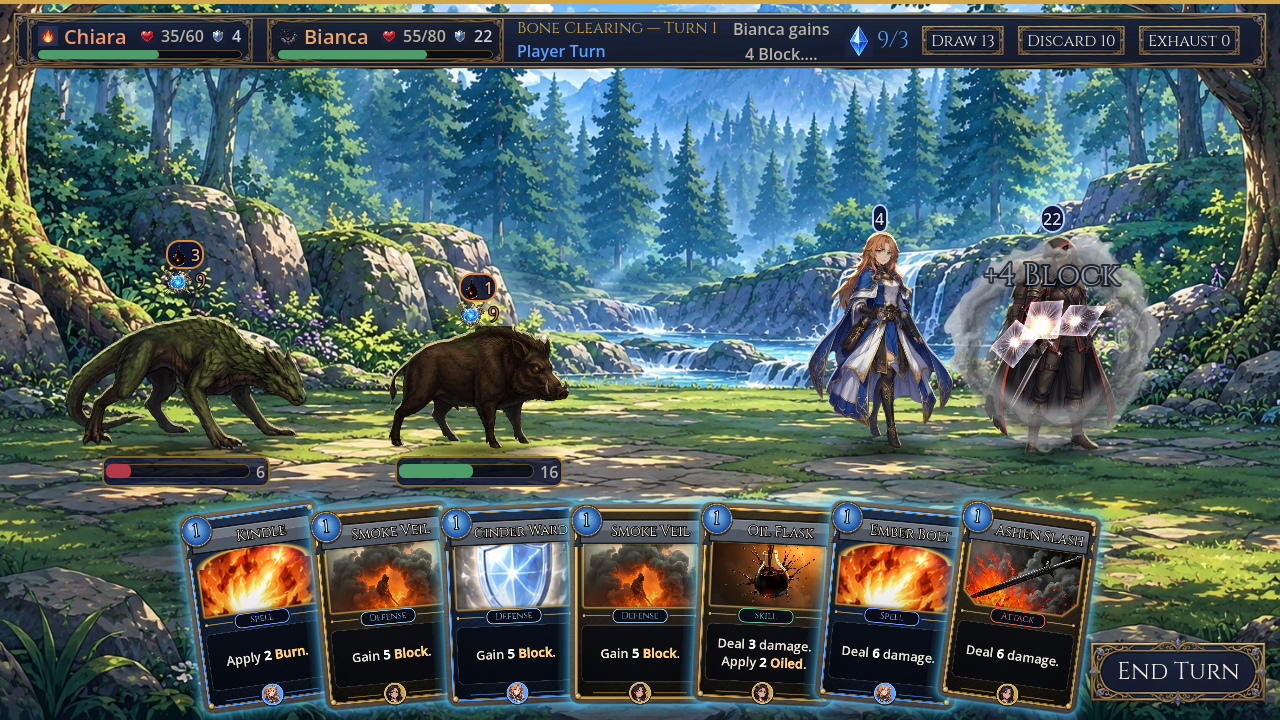 Chiara 35/60 4
Bianca 55/80 22
Bone Clearing — Turn 1
Player Turn
Bianca gains
4 Block....
9/3
Draw 13
Discard 10
Exhaust 0
4
22
3
9
1
9
+4 Block
6
16
1 Kindle
Spell
Apply 2 Burn.
1 Smoke Veil
Defense
Gain 5 Block.
1 Cinder Ward
Defense
Gain 5 Block.
1 Smoke Veil
Defense
Gain 5 Block.
1 Oil Flask
Skill
Deal 3 damage.
Apply 2 Oiled.
1 Ember Bolt
Spell
Deal 6 damage.
1 Ashen Slash
Attack
Deal 6 damage.
End Turn